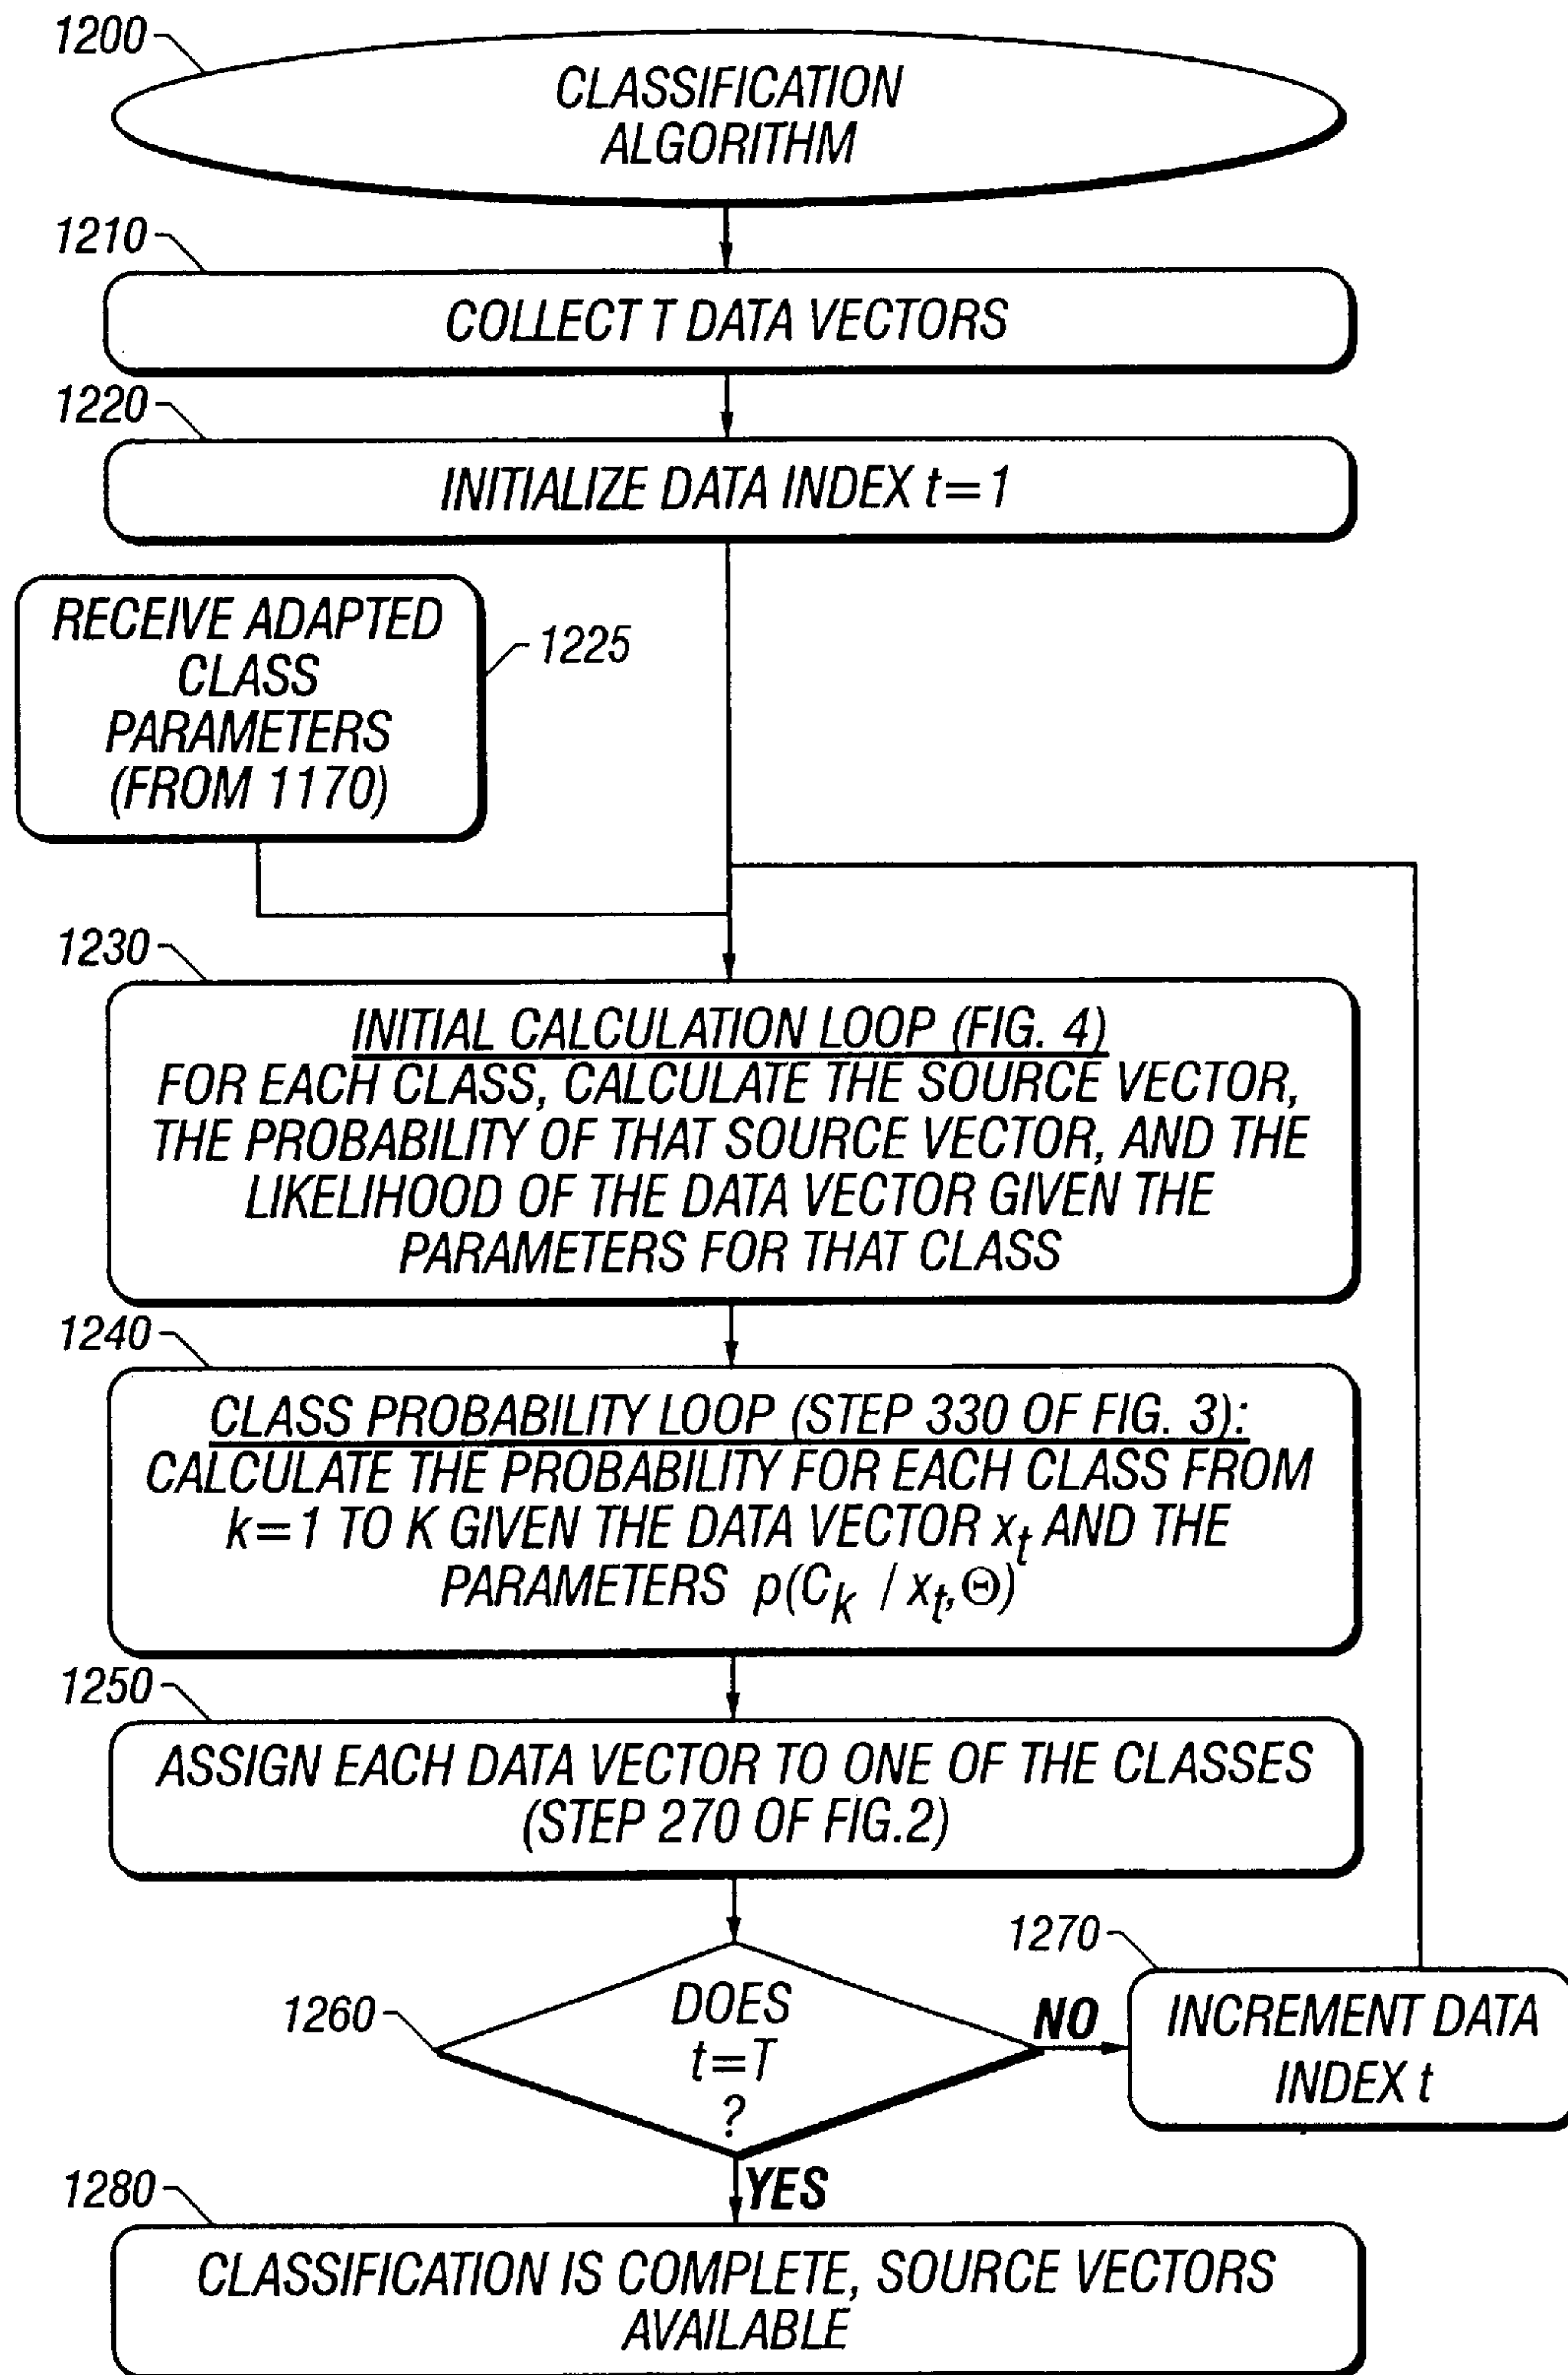 1200
CLASSIFICATION
ALGORITHM
1210
COLLECT T DATA VECTORS
1220
INITIALIZE DATA INDEX t=1
RECEIVE ADAPTED
CLASS
PARAMETERS
(FROM 1170)
1225
1230
INITIAL CALCULATION LOOP (FIG. 4)
FOR EACH CLASS, CALCULATE THE SOURCE VECTOR,
THE PROBABILITY OF THAT SOURCE VECTOR, AND THE
LIKELIHOOD OF THE DATA VECTOR GIVEN THE
PARAMETERS FOR THAT CLASS
1240
CLASS PROBABILITY LOOP (STEP 330 OF FIG. 3):
CALCULATE THE PROBABILITY FOR EACH CLASS FROM
k=1 TO K GIVEN THE DATA VECTOR x_t AND THE
PARAMETERS p(C_k / x_t,Θ)
1250
ASSIGN EACH DATA VECTOR TO ONE OF THE CLASSES
(STEP 270 OF FIG.2)
1260
DOES
t=T
?
NO
1270
INCREMENT DATA
INDEX t
YES
1280
CLASSIFICATION IS COMPLETE, SOURCE VECTORS
AVAILABLE